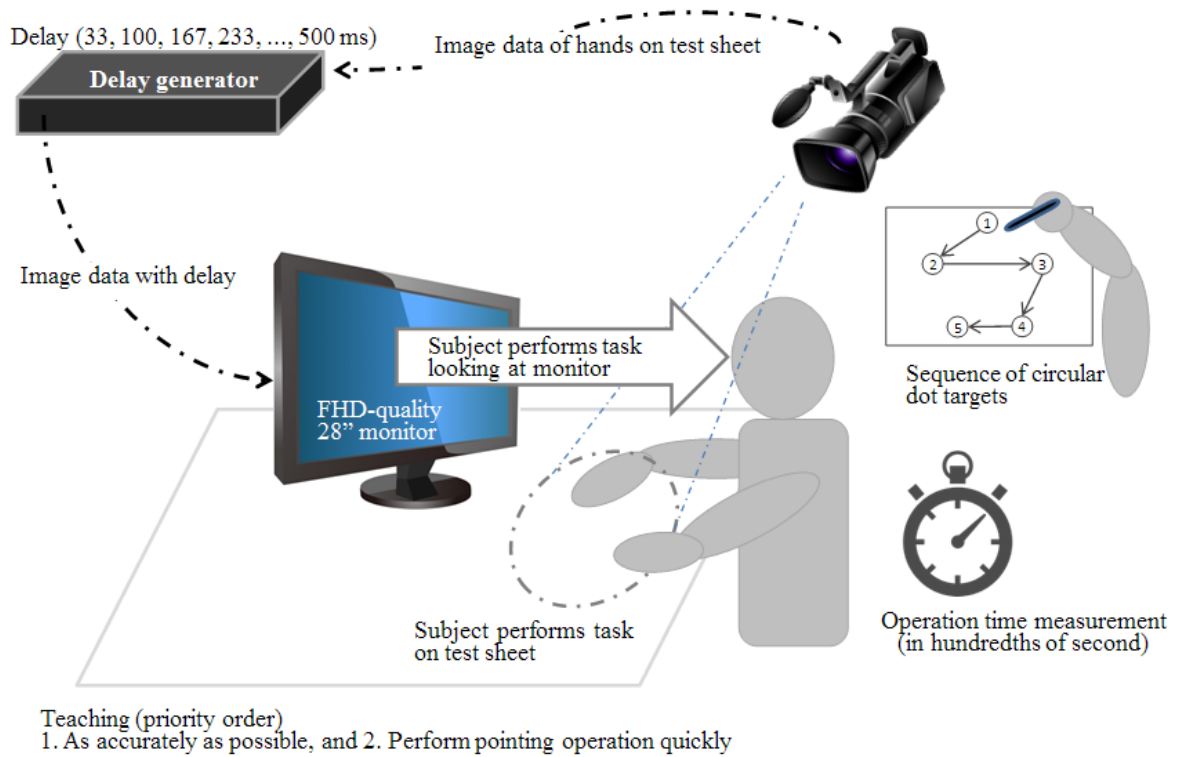 Delay (33, 100, 167, 233, ..., 500 ms)
Image data of hands on test sheet
Delay generator
1
2
3
5
4
Image data with delay
Subject performs task
looking at monitor
Sequence of circular
dot targets
FHD-quality
28” monitor
Operation time measurement
(in hundredths of second)
Subject performs task
on test sheet
Teaching (priority order)
1. As accurately as possible, and 2. Perform pointing operation quickly